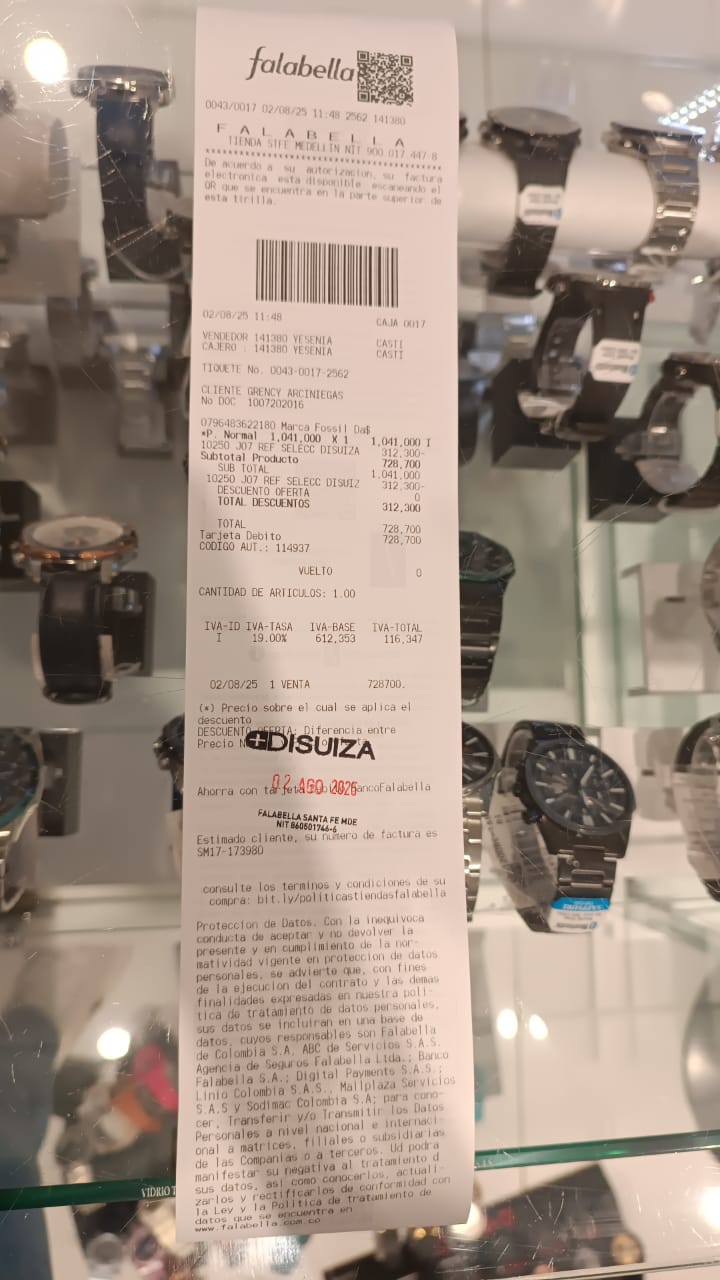 falabella
0043/0017 02/08/25 11:48 2562 141380
F A L A B E L L A
TIENDA STFE MEDELLIN NIT 900.017.447-8
****************************************
De acuerdo a su autorizacion, su factura
electronica esta disponible escaneando el
QR que se encuentra en la parte superior de
esta tirilla.
02/08/25 11:48 CAJA 0017
VENDEDOR 141380 YESENIA CASTI
CAJERO : 141380 YESENIA CASTI
TIQUETE No. 0043-0017-2562
CLIENTE GRENCY ARCINIEGAS
No DOC 1007202016
0796483622180 Marca Fossil Da$
*P. Normal 1,041,000 X 1 1,041,000 I
10250 J07 REF SELECC DISUIZA 312,300-
Subtotal Producto 728,700
SUB TOTAL 1,041,000
10250 J07 REF SELECC DISUIZ 312,300-
DESCUENTO OFERTA 0
TOTAL DESCUENTOS 312,300
TOTAL 728,700
Tarjeta Debito 728,700
CODIGO AUT.: 114937
VUELTO 0
CANTIDAD DE ARTICULOS: 1.00
IVA-ID IVA-TASA IVA-BASE IVA-TOTAL
I 19.00% 612,353 116,347
02/08/25 1 VENTA 728700.
(*) Precio sobre el cual se aplica el
descuento
DESCUENTO OFERTA: Diferencia entre
Precio
DISUIZA
02 AGO 2025
Ahorra con BancoFalabella
FALABELLA SANTA FE MDE
NIT 860501746-6
Estimado cliente, su numero de factura es
SM17-173980
consulte los terminos y condiciones de su
compra: bit.ly/politicastiendasfalabella
Proteccion de Datos. Con la inequivoca
conducta de aceptar y no devolver la
presente y en cumplimiento de la nor-
matividad vigente en proteccion de datos
personales, se advierte que, con fines
de la ejecucion del contrato y las demas
finalidades expresadas en nuestra poli-
tica de tratamiento de datos personales,
sus datos se incluiran en una base de
datos, cuyos responsables son Falabella
de Colombia S.A, ABC de Servicios S.A.S,
Agencia de Seguros Falabella Ltda.; Banco
Falabella S.A.; Digital Payments S.A.S.;
Linio Colombia S.A.S., Mallplaza Servicios
S.A.S y Sodimac Colombia S.A; para cono-
cer, Transferir y/o Transmitir los Datos
Personales a nivel nacional e internaci-
onal a matrices, filiales o subsidiarias
de las Companias o a terceros. Ud podra
manifestar su negativa al tratamiento d
sus datos, asi como conocerlos, actuali-
zarlos y rectificarlos de conformidad con
la Ley y la Politica de tratamiento de
datos que se encuentra en
www.falabella.com.co
VIDRIO